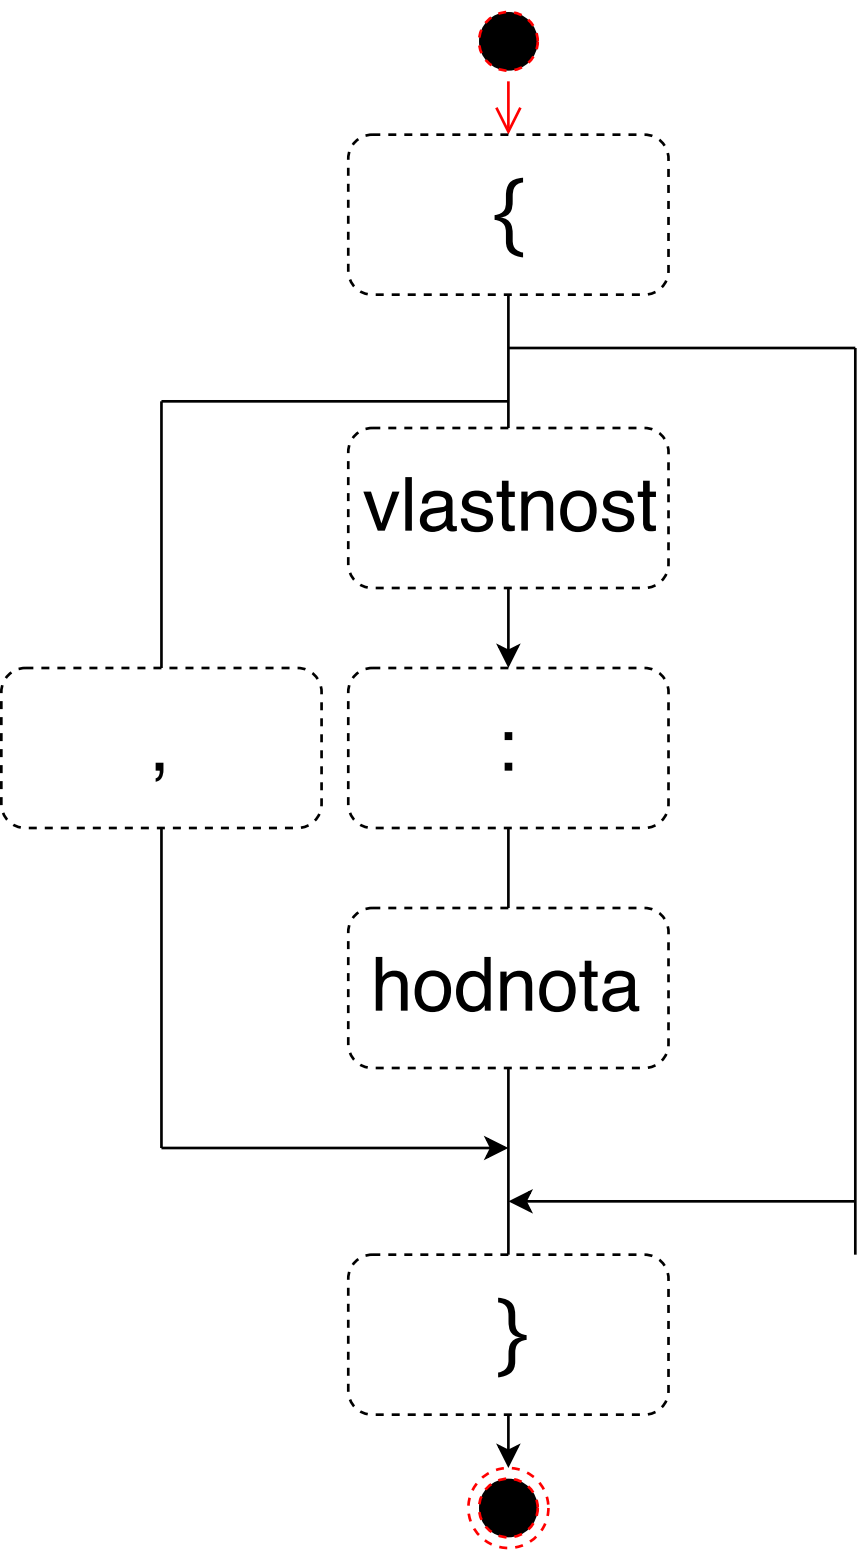 {
vlastnost
,
:
hodnota
}